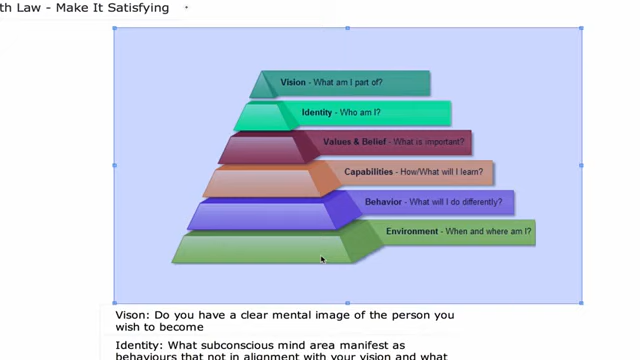 th Law - Make It Satisfying
Vision - What am I part of?
Identity - Who am I?
Values & Belief - What is important?
Capabilities - How/What will I learn?
Behavior - What will I do differently?
Environment - When and where am I?
Vison: Do you have a clear mental image of the person you
wish to become
Identity: What subconscious mind area manifest as
behaviours that not in alignment with your vision and what